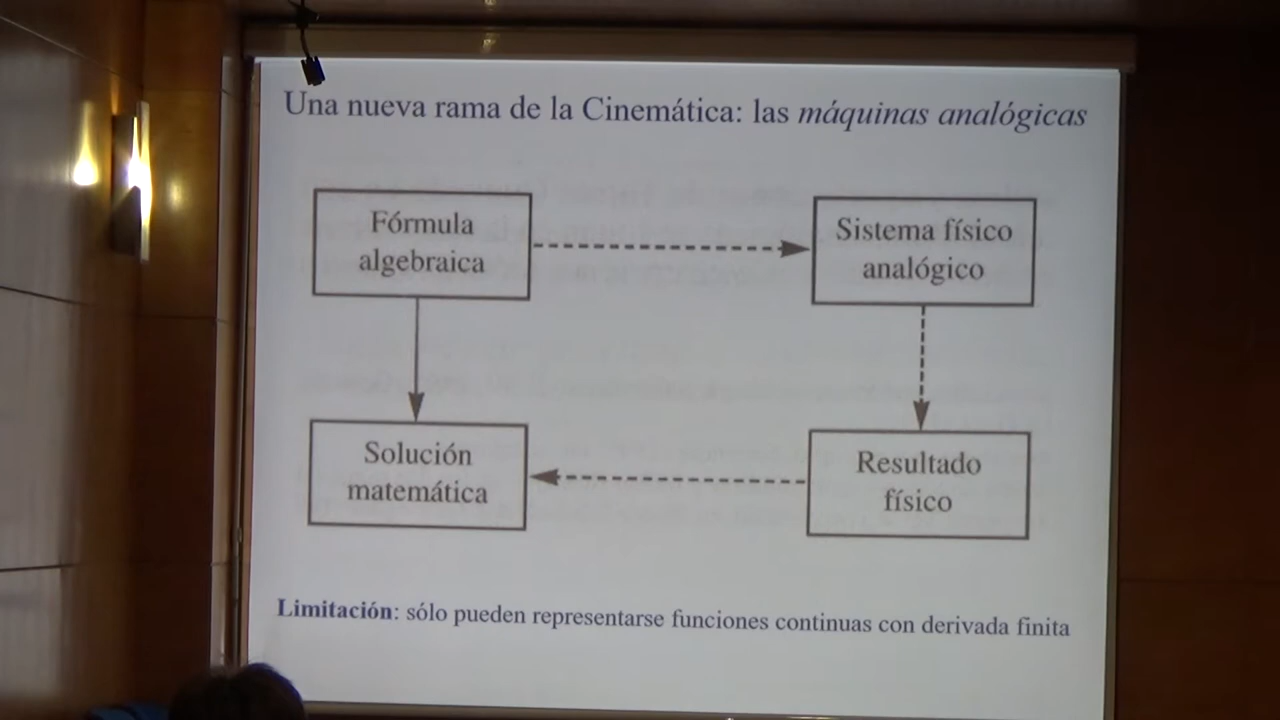 Una nueva rama de la Cinemática: las máquinas analógicas
Fórmula
algebraica
Sistema físico
analógico
Solución
matemática
Resultado
físico
Limitación: sólo pueden representarse funciones continuas con derivada finita